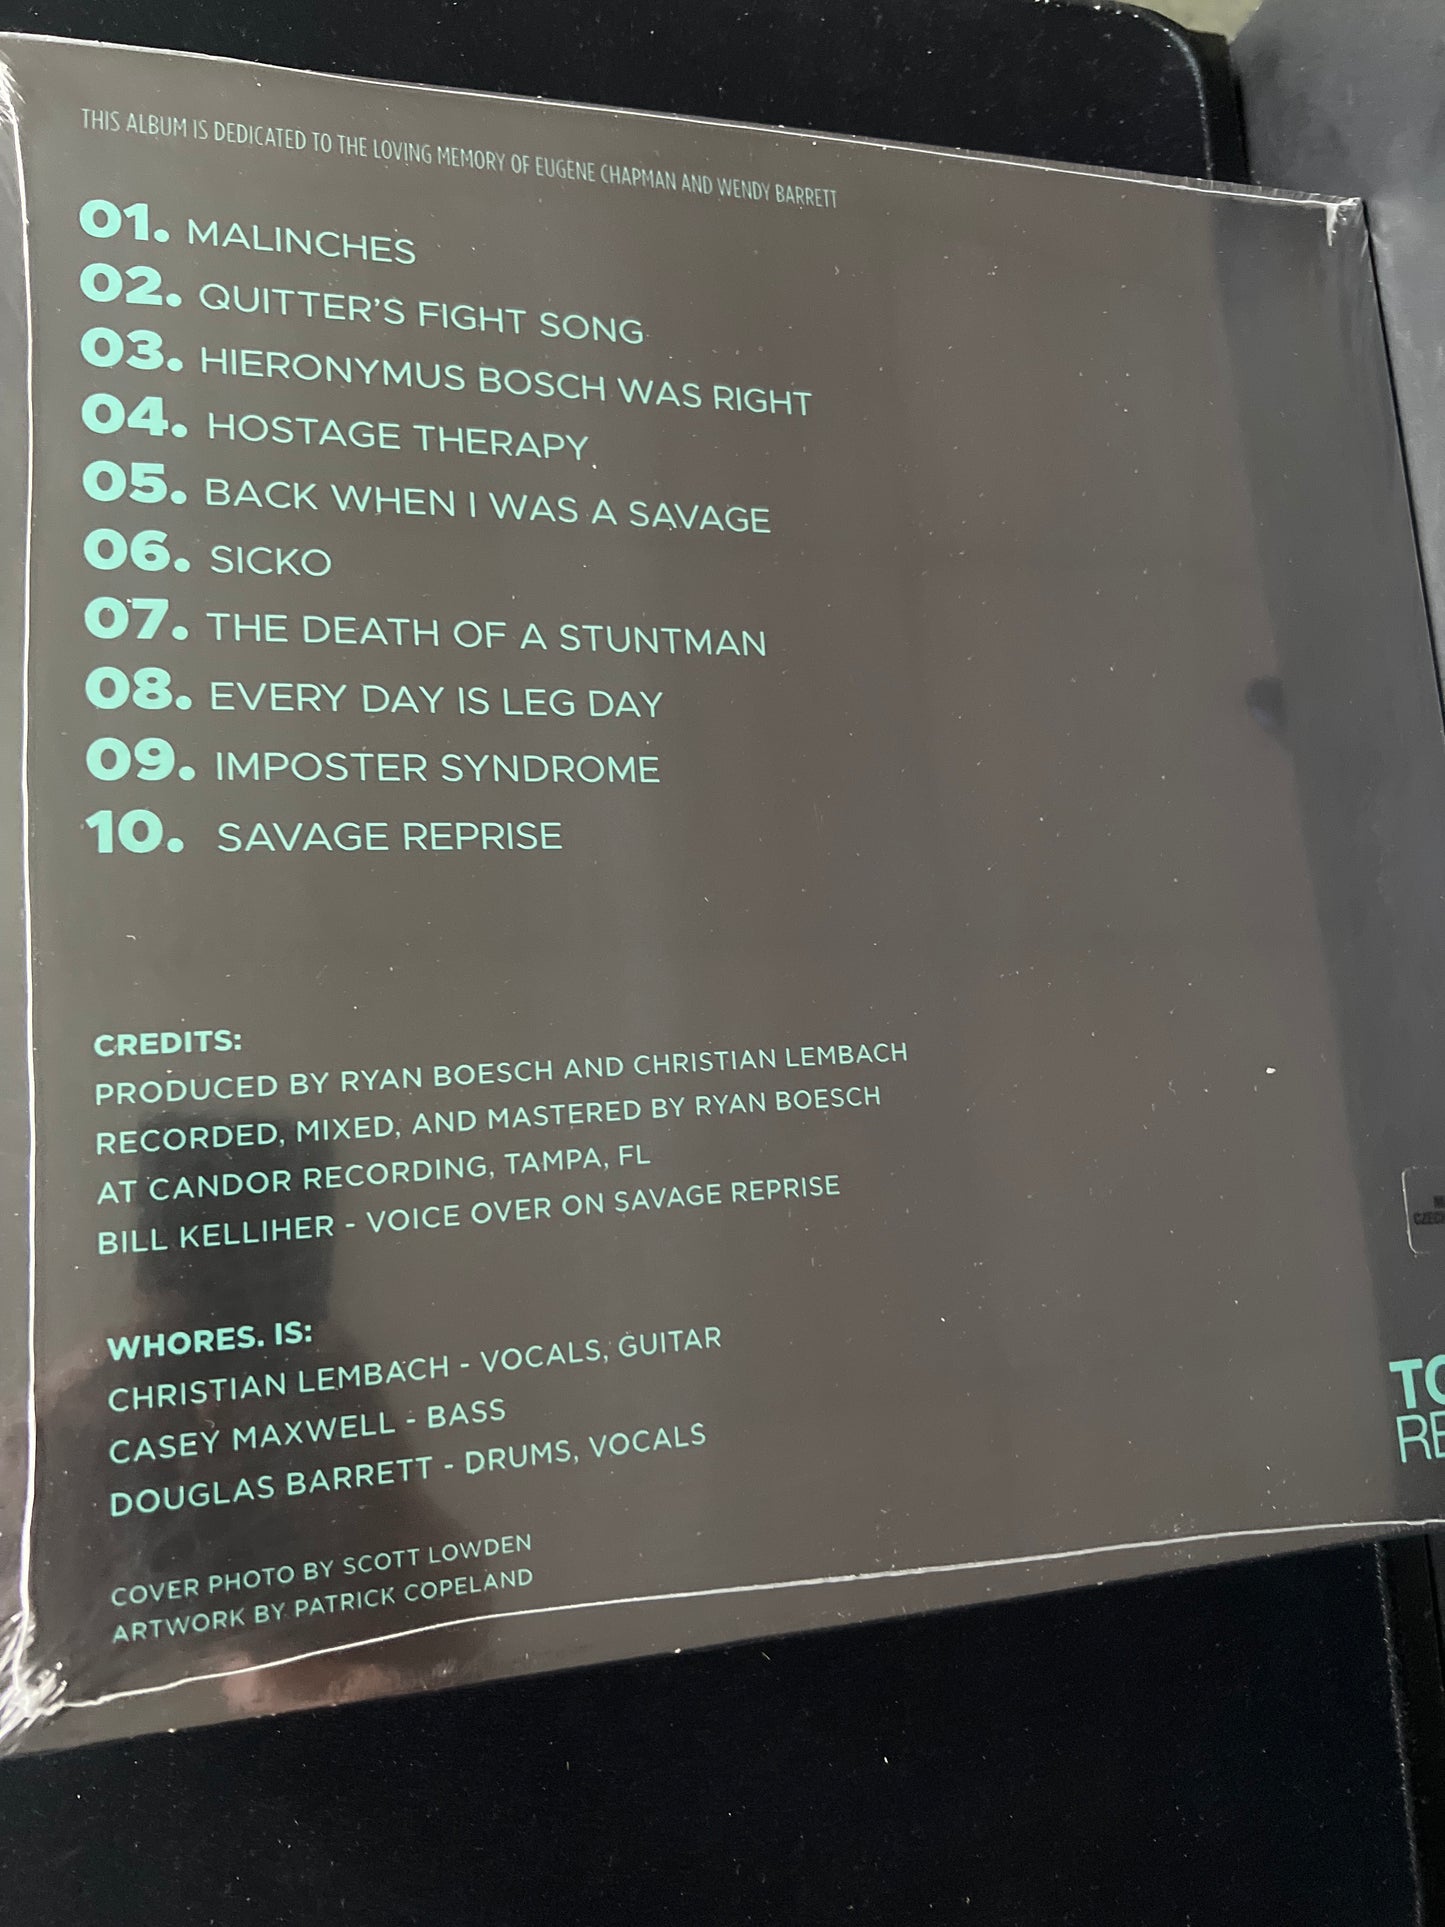 THIS ALBUM IS DEDICATED TO THE LOVING MEMORY OF EUGENE CHAPMAN AND WENDY BARRETT
01. MALINCHES
02. QUITTER'S FIGHT SONG
03. HIERONYMUS BOSCH WAS RIGHT
04. HOSTAGE THERAPY
05. BACK WHEN I WAS A SAVAGE
06. SICKO
07. THE DEATH OF A STUNTMAN
08. EVERY DAY IS LEG DAY
09. IMPOSTER SYNDROME
10. SAVAGE REPRISE
CREDITS:
PRODUCED BY RYAN BOESCH AND CHRISTIAN LEMBACH
RECORDED, MIXED, AND MASTERED BY RYAN BOESCH
AT CANDOR RECORDING, TAMPA, FL
BILL KELLIHER - VOICE OVER ON SAVAGE REPRISE
WHORES. IS:
CHRISTIAN LEMBACH - VOCALS, GUITAR
CASEY MAXWELL - BASS
DOUGLAS BARRETT - DRUMS, VOCALS
COVER PHOTO BY SCOTT LOWDEN
ARTWORK BY PATRICK COPELAND